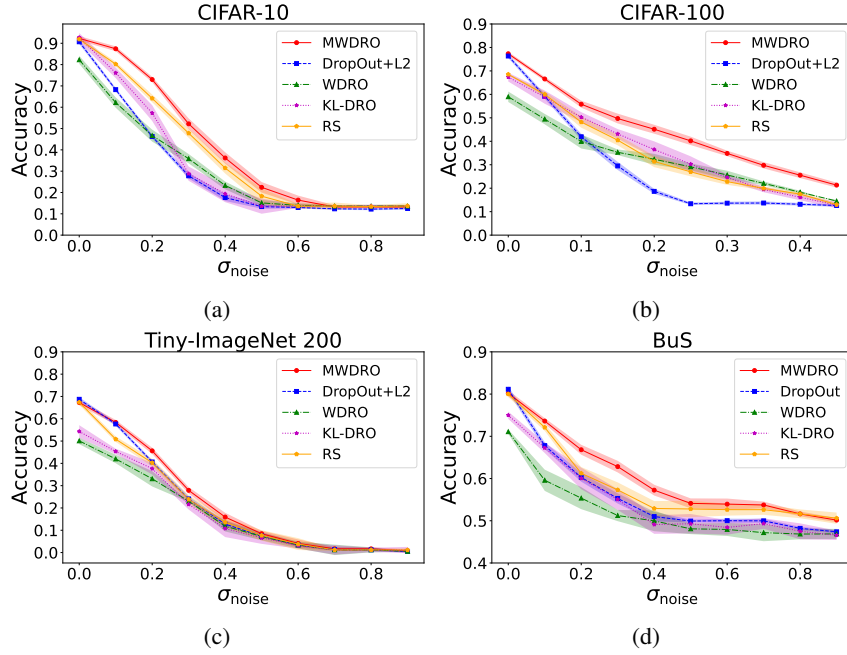 CIFAR-10
0.9
0.8
0.7
0.6
0.5
0.4
0.3
0.2
0.1
0.0
Accuracy
MWDRO
DropOut+L2
WDRO
KL-DRO
RS
0.0 0.2 0.4 0.6 0.8
σnoise
(a)
CIFAR-100
0.9
0.8
0.7
0.6
0.5
0.4
0.3
0.2
0.1
0.0
Accuracy
MWDRO
DropOut+L2
WDRO
KL-DRO
RS
0.0 0.1 0.2 0.3 0.4
σnoise
(b)
Tiny-ImageNet 200
0.9
0.8
0.7
0.6
0.5
0.4
0.3
0.2
0.1
0.0
Accuracy
MWDRO
DropOut+L2
WDRO
KL-DRO
RS
0.0 0.2 0.4 0.6 0.8
σnoise
(c)
BuS
0.9
0.8
0.7
0.6
0.5
0.4
Accuracy
MWDRO
DropOut
WDRO
KL-DRO
RS
0.0 0.2 0.4 0.6 0.8
σnoise
(d)